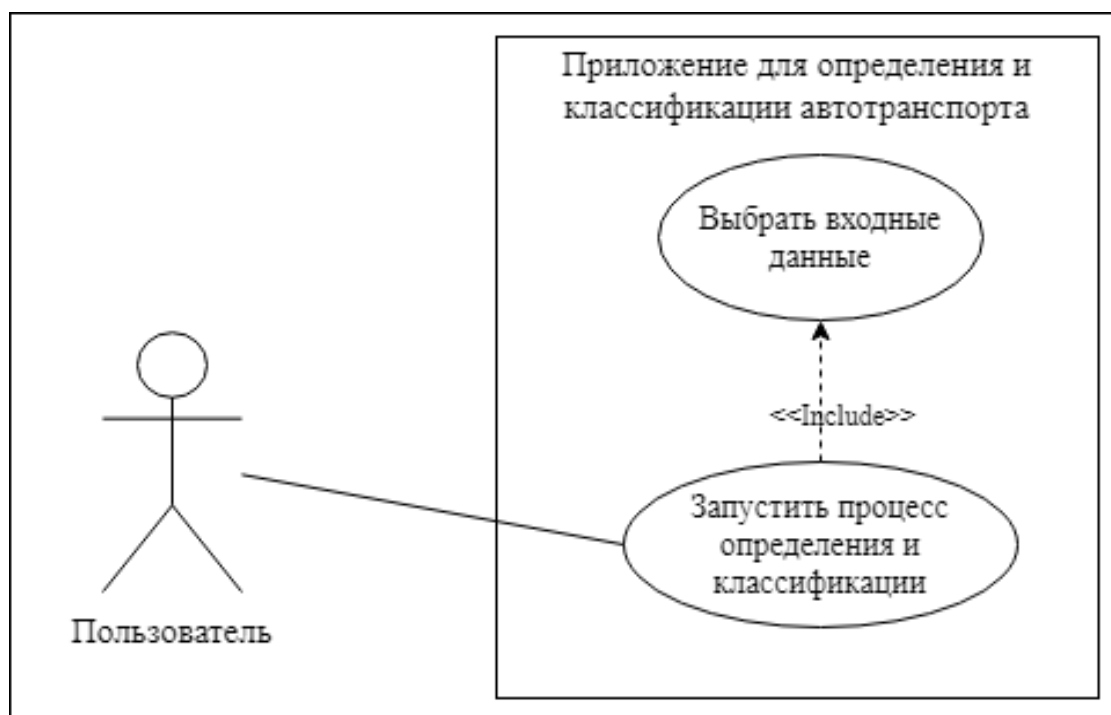 Приложение для определения и
классификации автотранспорта
Выбрать входные
данные
<<Include>>
Запустить процесс
определения и
классификации
Пользователь